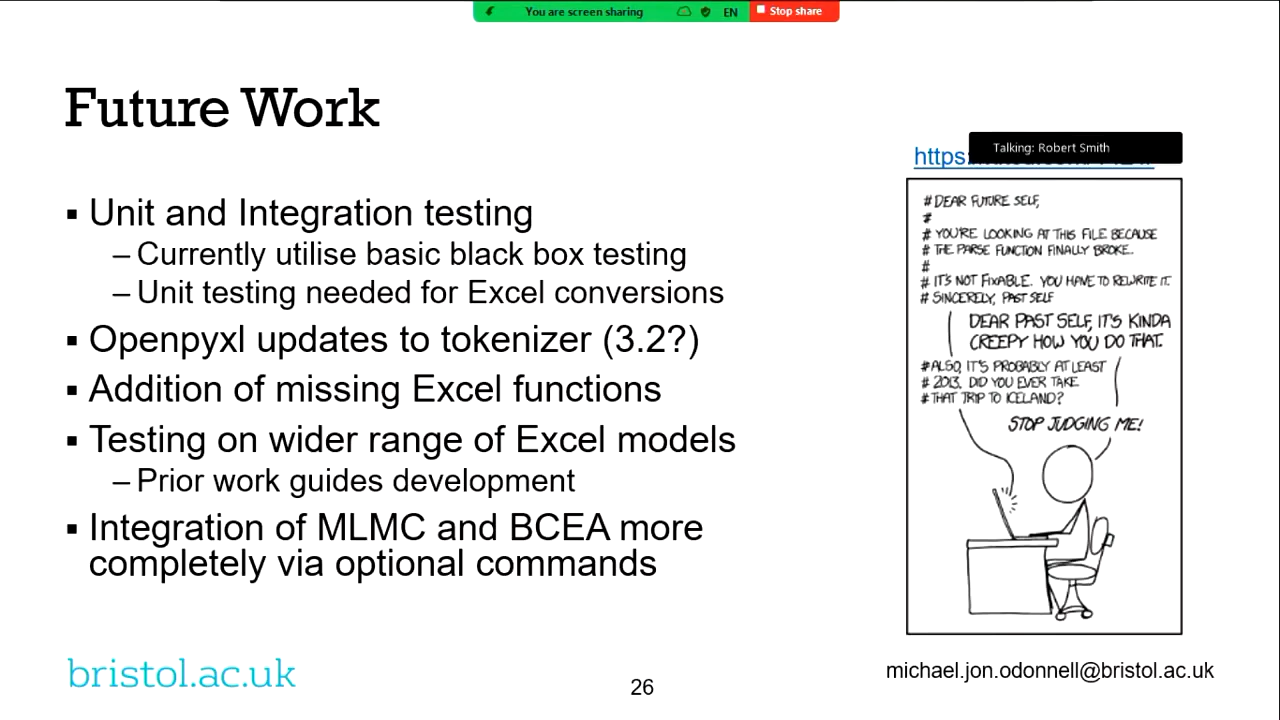 You are screen sharing EN Stop share
Future Work
Talking: Robert Smith
https:
▪ Unit and Integration testing
– Currently utilise basic black box testing
– Unit testing needed for Excel conversions
▪ Openpyxl updates to tokenizer (3.2?)
▪ Addition of missing Excel functions
▪ Testing on wider range of Excel models
– Prior work guides development
▪ Integration of MLMC and BCEA more
completely via optional commands
# DEAR FUTURE SELF,
#
# YOU'RE LOOKING AT THIS FILE BECAUSE
# THE PARSE FUNCTION FINALLY BROKE.
#
# IT'S NOT FIXABLE. YOU HAVE TO REWRITE IT.
# SINCERELY, PAST SELF
DEAR PAST SELF, IT'S KINDA
CREEPY HOW YOU DO THAT.
# ALSO, IT'S PROBABLY AT LEAST
# 2013. DID YOU EVER TAKE
# THAT TRIP TO ICELAND?
STOP JUDGING ME!
bristol.ac.uk
26
michael.jon.odonnell@bristol.ac.uk